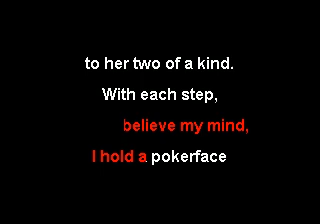 to her two of a kind.
With each step,
believe my mind,
I hold a pokerface